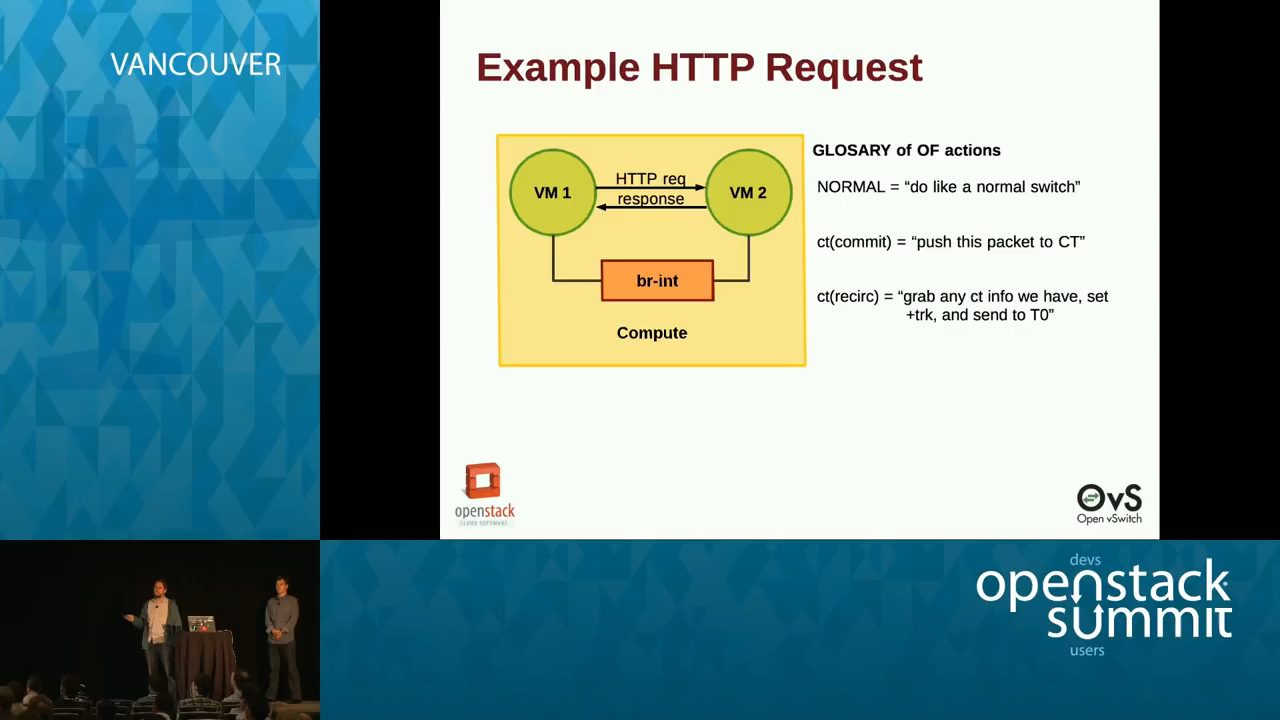 VANCOUVER
Example HTTP Request
VM 1
HTTP req
response
VM 2
br-int
Compute
GLOSARY of OF actions
NORMAL = “do like a normal switch”
ct(commit) = “push this packet to CT”
ct(recirc) = “grab any ct info we have, set
+trk, and send to T0”
openstack
CLOUD SOFTWARE
OvS
Open vSwitch
devs
openstack
summit
users